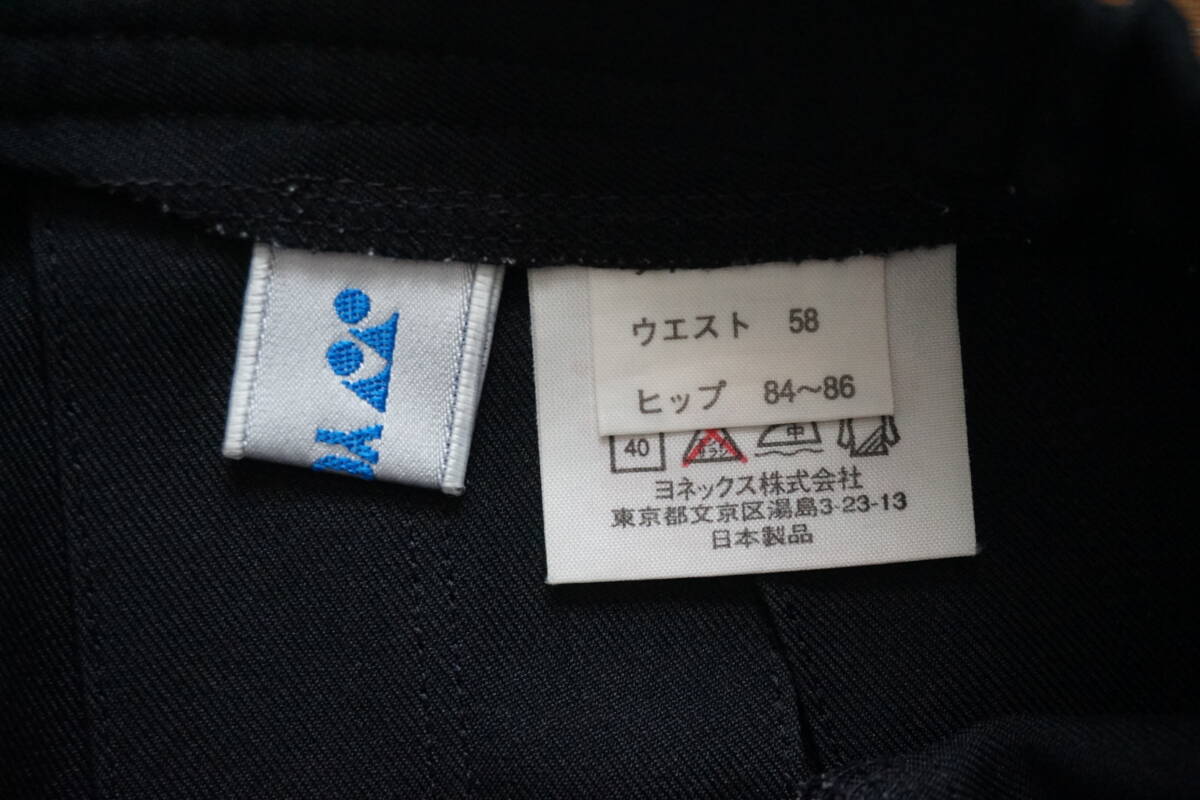 ウエスト 58
ヒップ 84〜86
40
中
ヨネックス株式会社
東京都文京区湯島3-23-13
日本製品